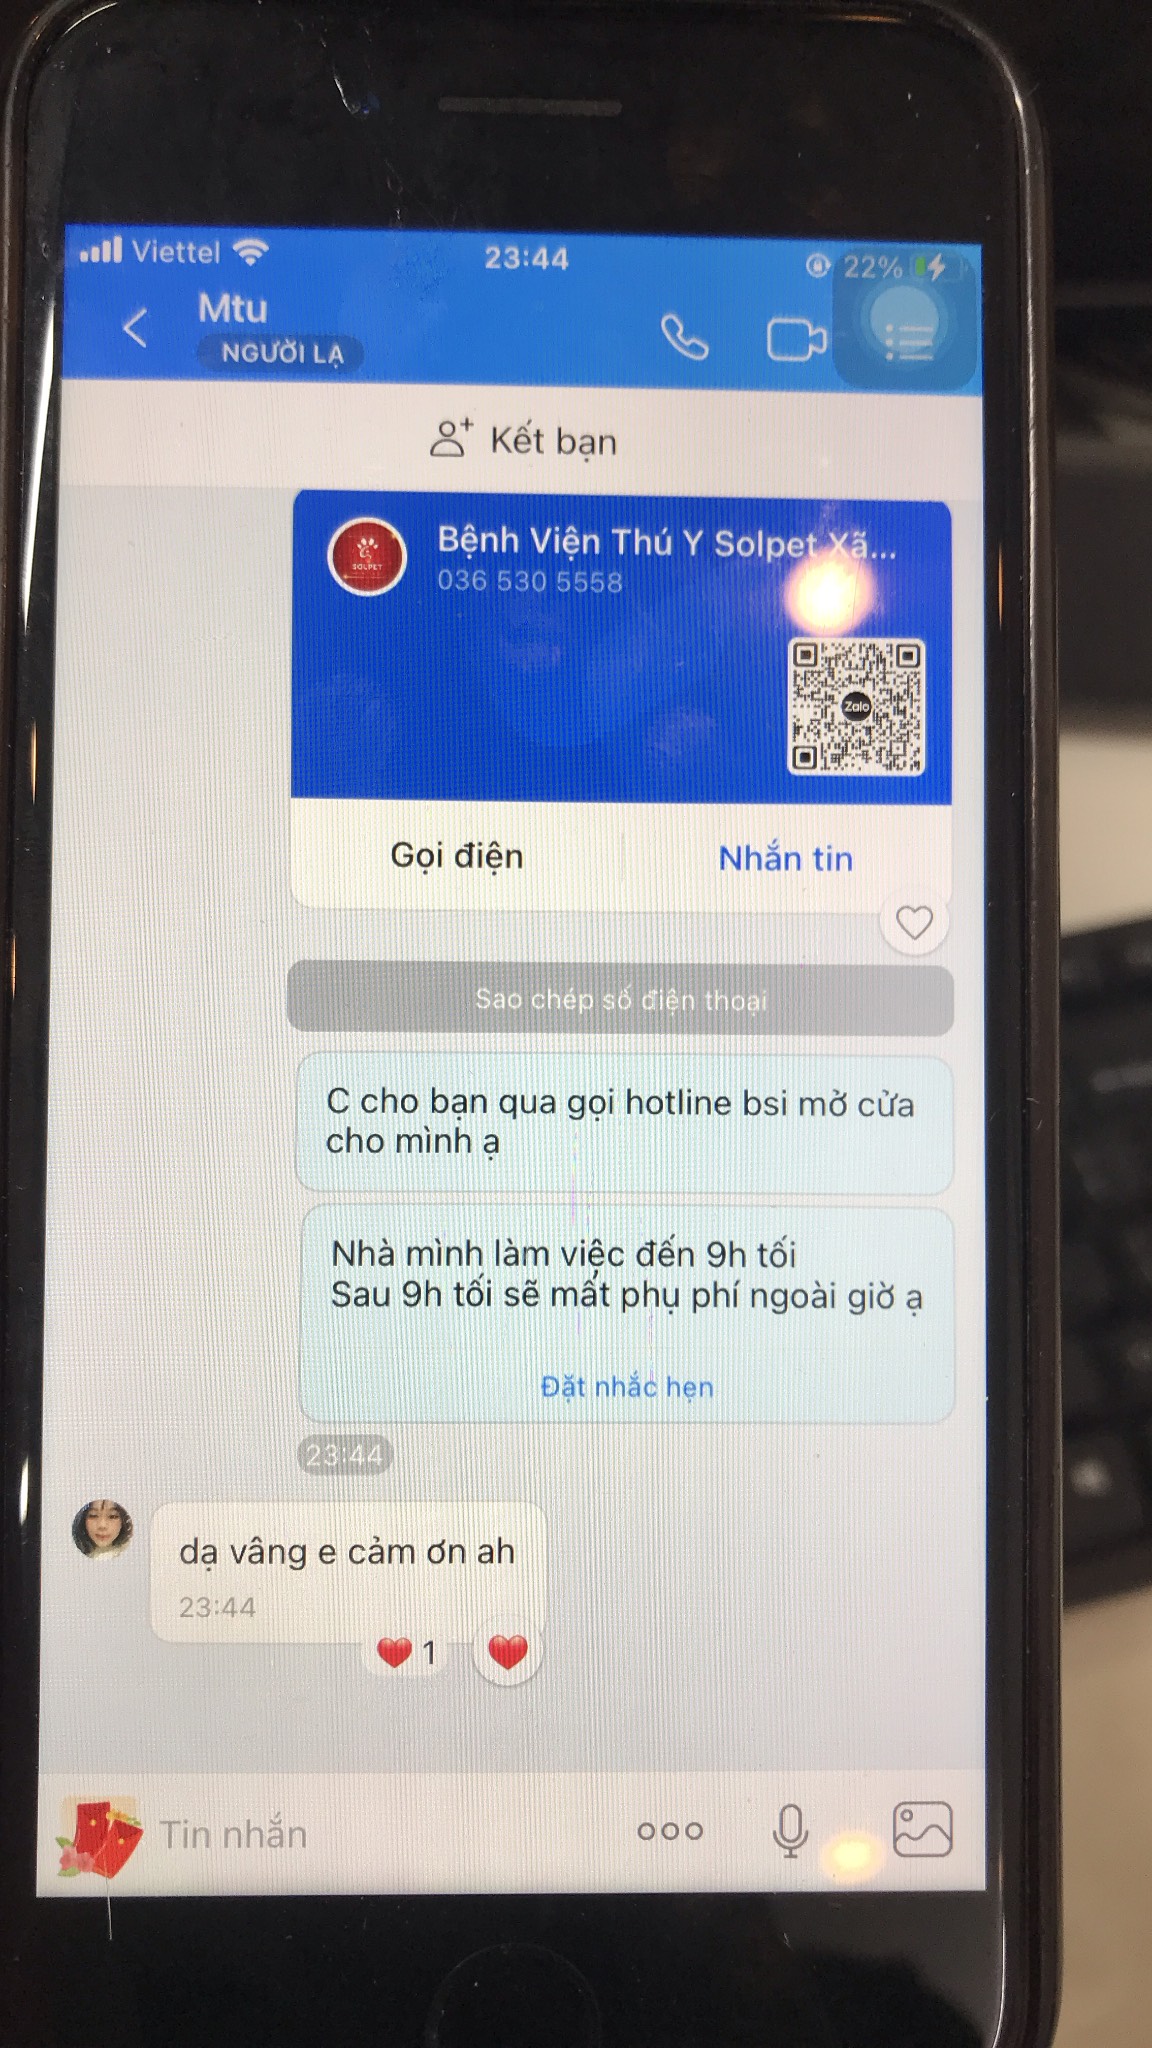 Viettel
23:44
22%
Mtu
NGƯỜI LẠ
Kết bạn
Bệnh Viện Thú Y Solpet Xã...
036 530 5558
SOLPET
Zalo
Gọi điện
Nhắn tin
Sao chép số điện thoại
C cho bạn qua gọi hotline bsi mở cửa
cho mình ạ
Nhà mình làm việc đến 9h tối
Sau 9h tối sẽ mất phụ phí ngoài giờ ạ
Đặt nhắc hẹn
23:44
dạ vâng e cảm ơn ah
23:44
1
Tin nhắn